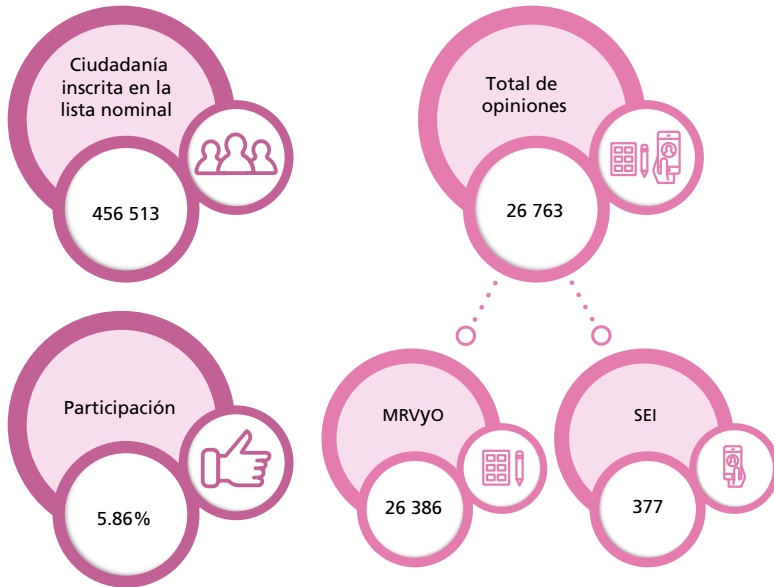 Ciudadanía
inscrita en la
lista nominal
456 513
Total de
opiniones
26 763
Participación
5.86%
MRVyO
26 386
SEI
377